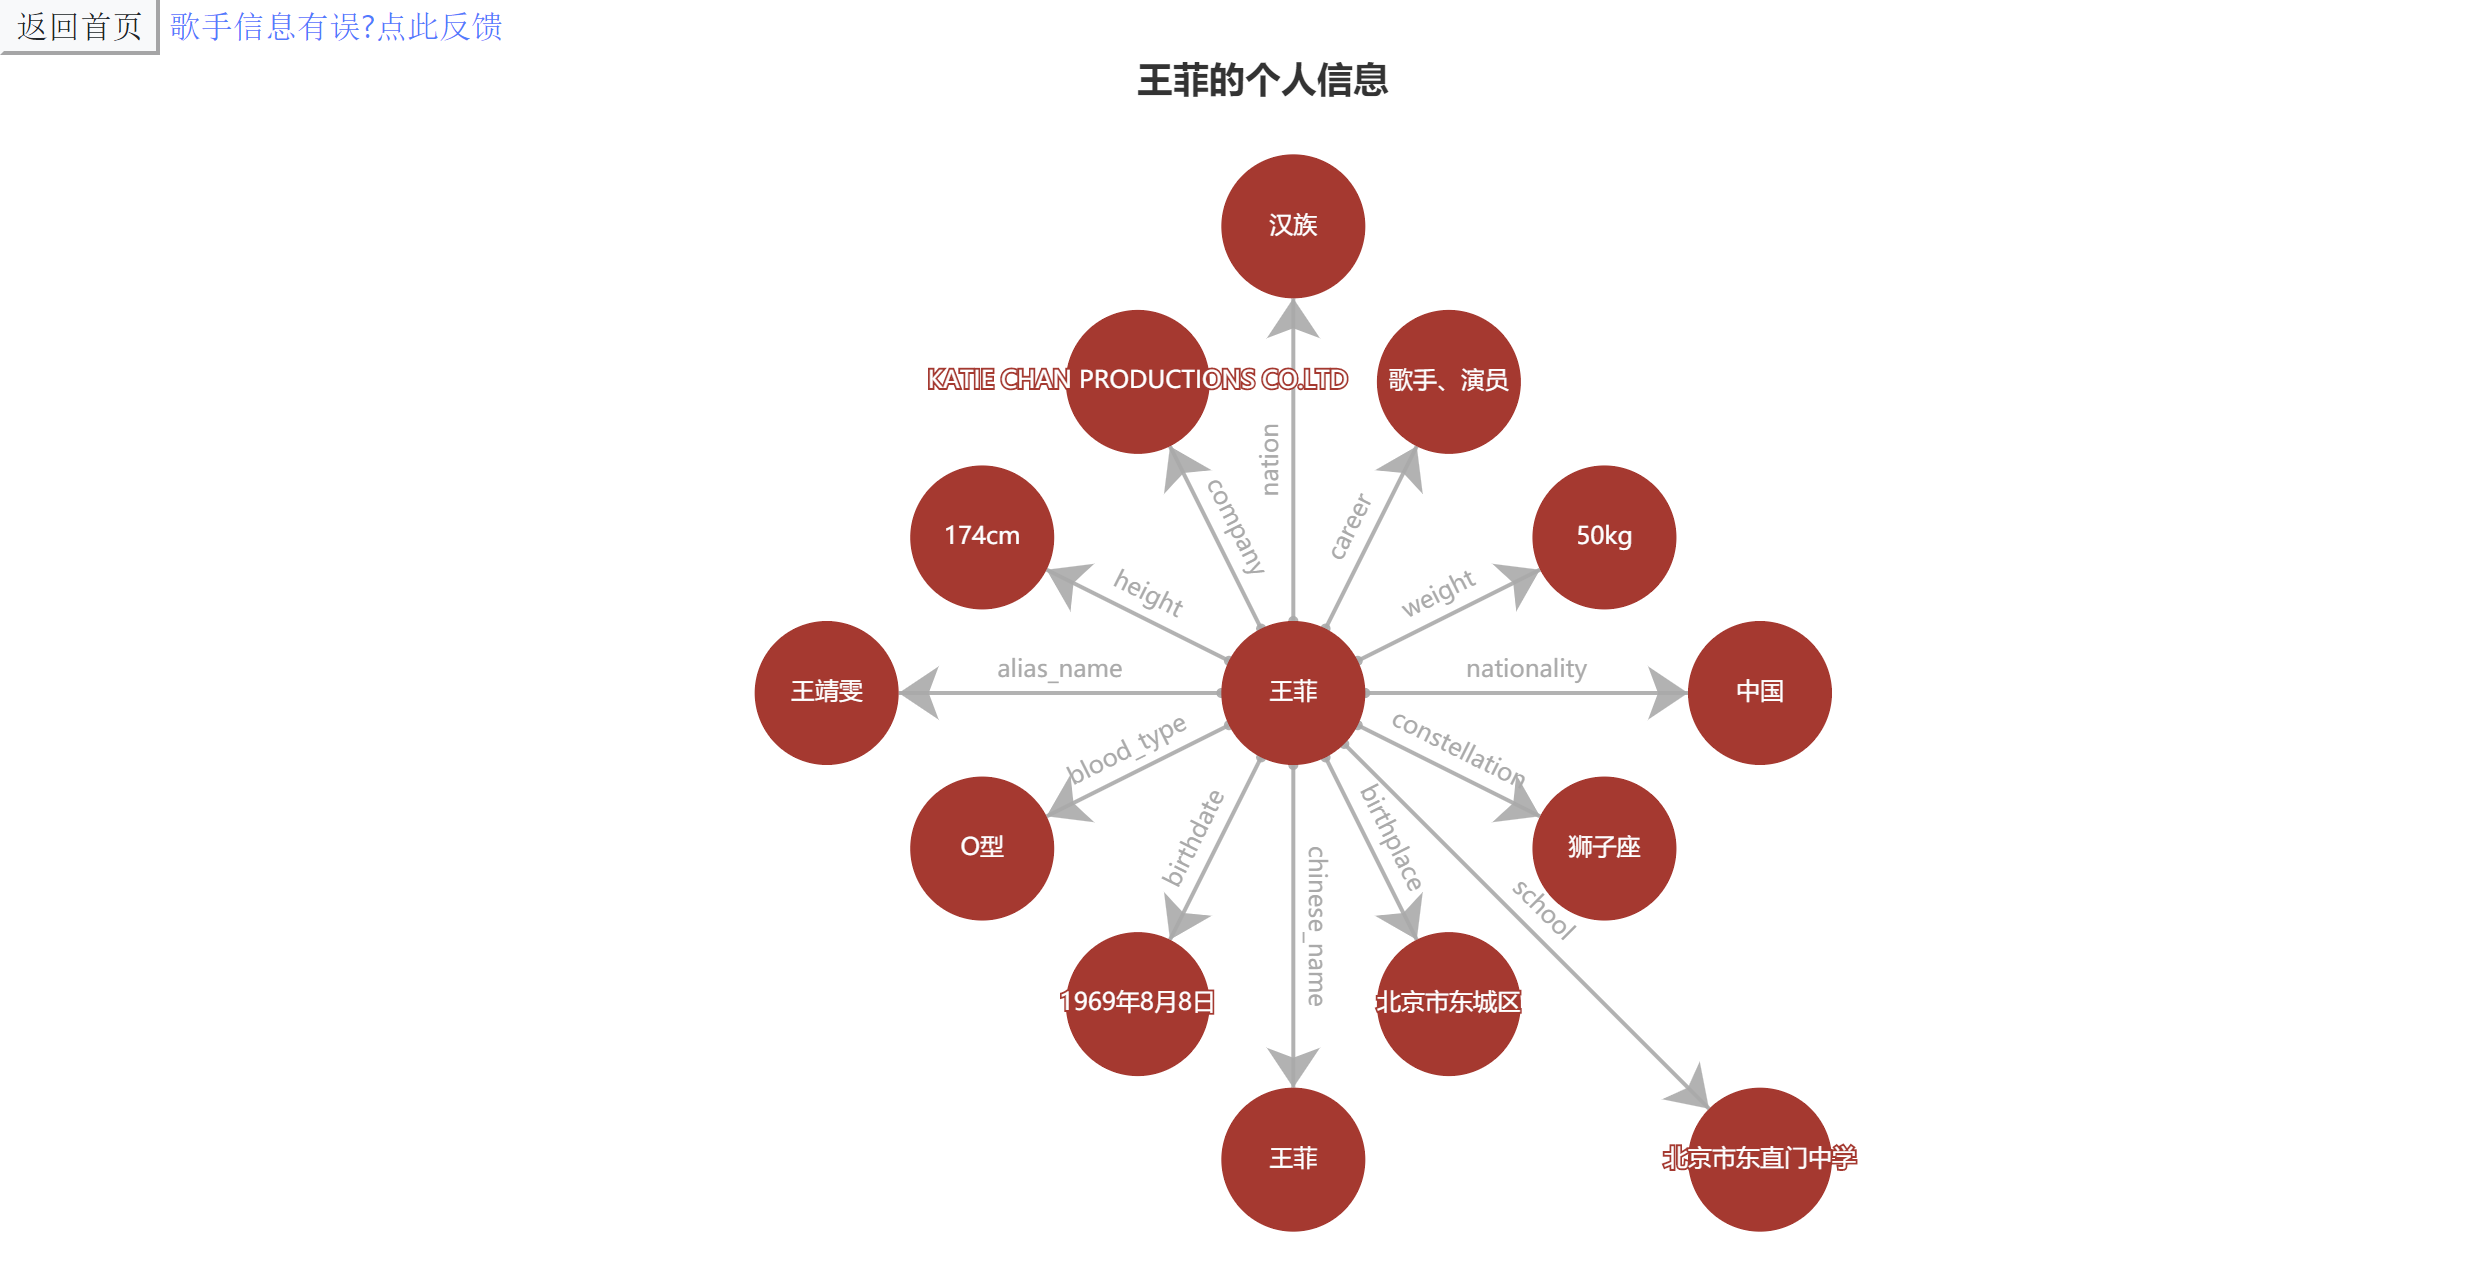 返回首页 歌手信息有误?点此反馈
王菲的个人信息
汉族
KATIE CHAN PRODUCTIONS CO.LTD
歌手、演员
nation
company
career
174cm
50kg
height
weight
alias_name
nationality
王靖雯
王菲
中国
blood_type
constellation
birthdate
birthplace
O型
狮子座
chinese_name
school
1969年8月8日
北京市东城区
王菲
北京市东直门中学